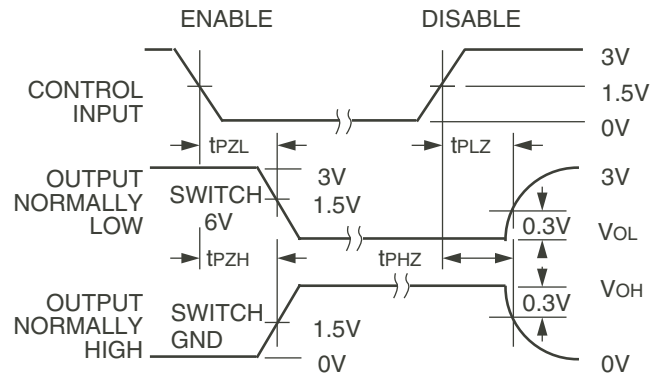 ENABLE DISABLE
3V
CONTROL
INPUT
1.5V
0V
tPZL tPLZ
OUTPUT
NORMALLY
LOW
SWITCH
6V
3V
1.5V
3V
0.3V
VOL
tPZH tPHZ
VOH
0.3V
OUTPUT
NORMALLY
HIGH
SWITCH
GND
1.5V
0V
0V